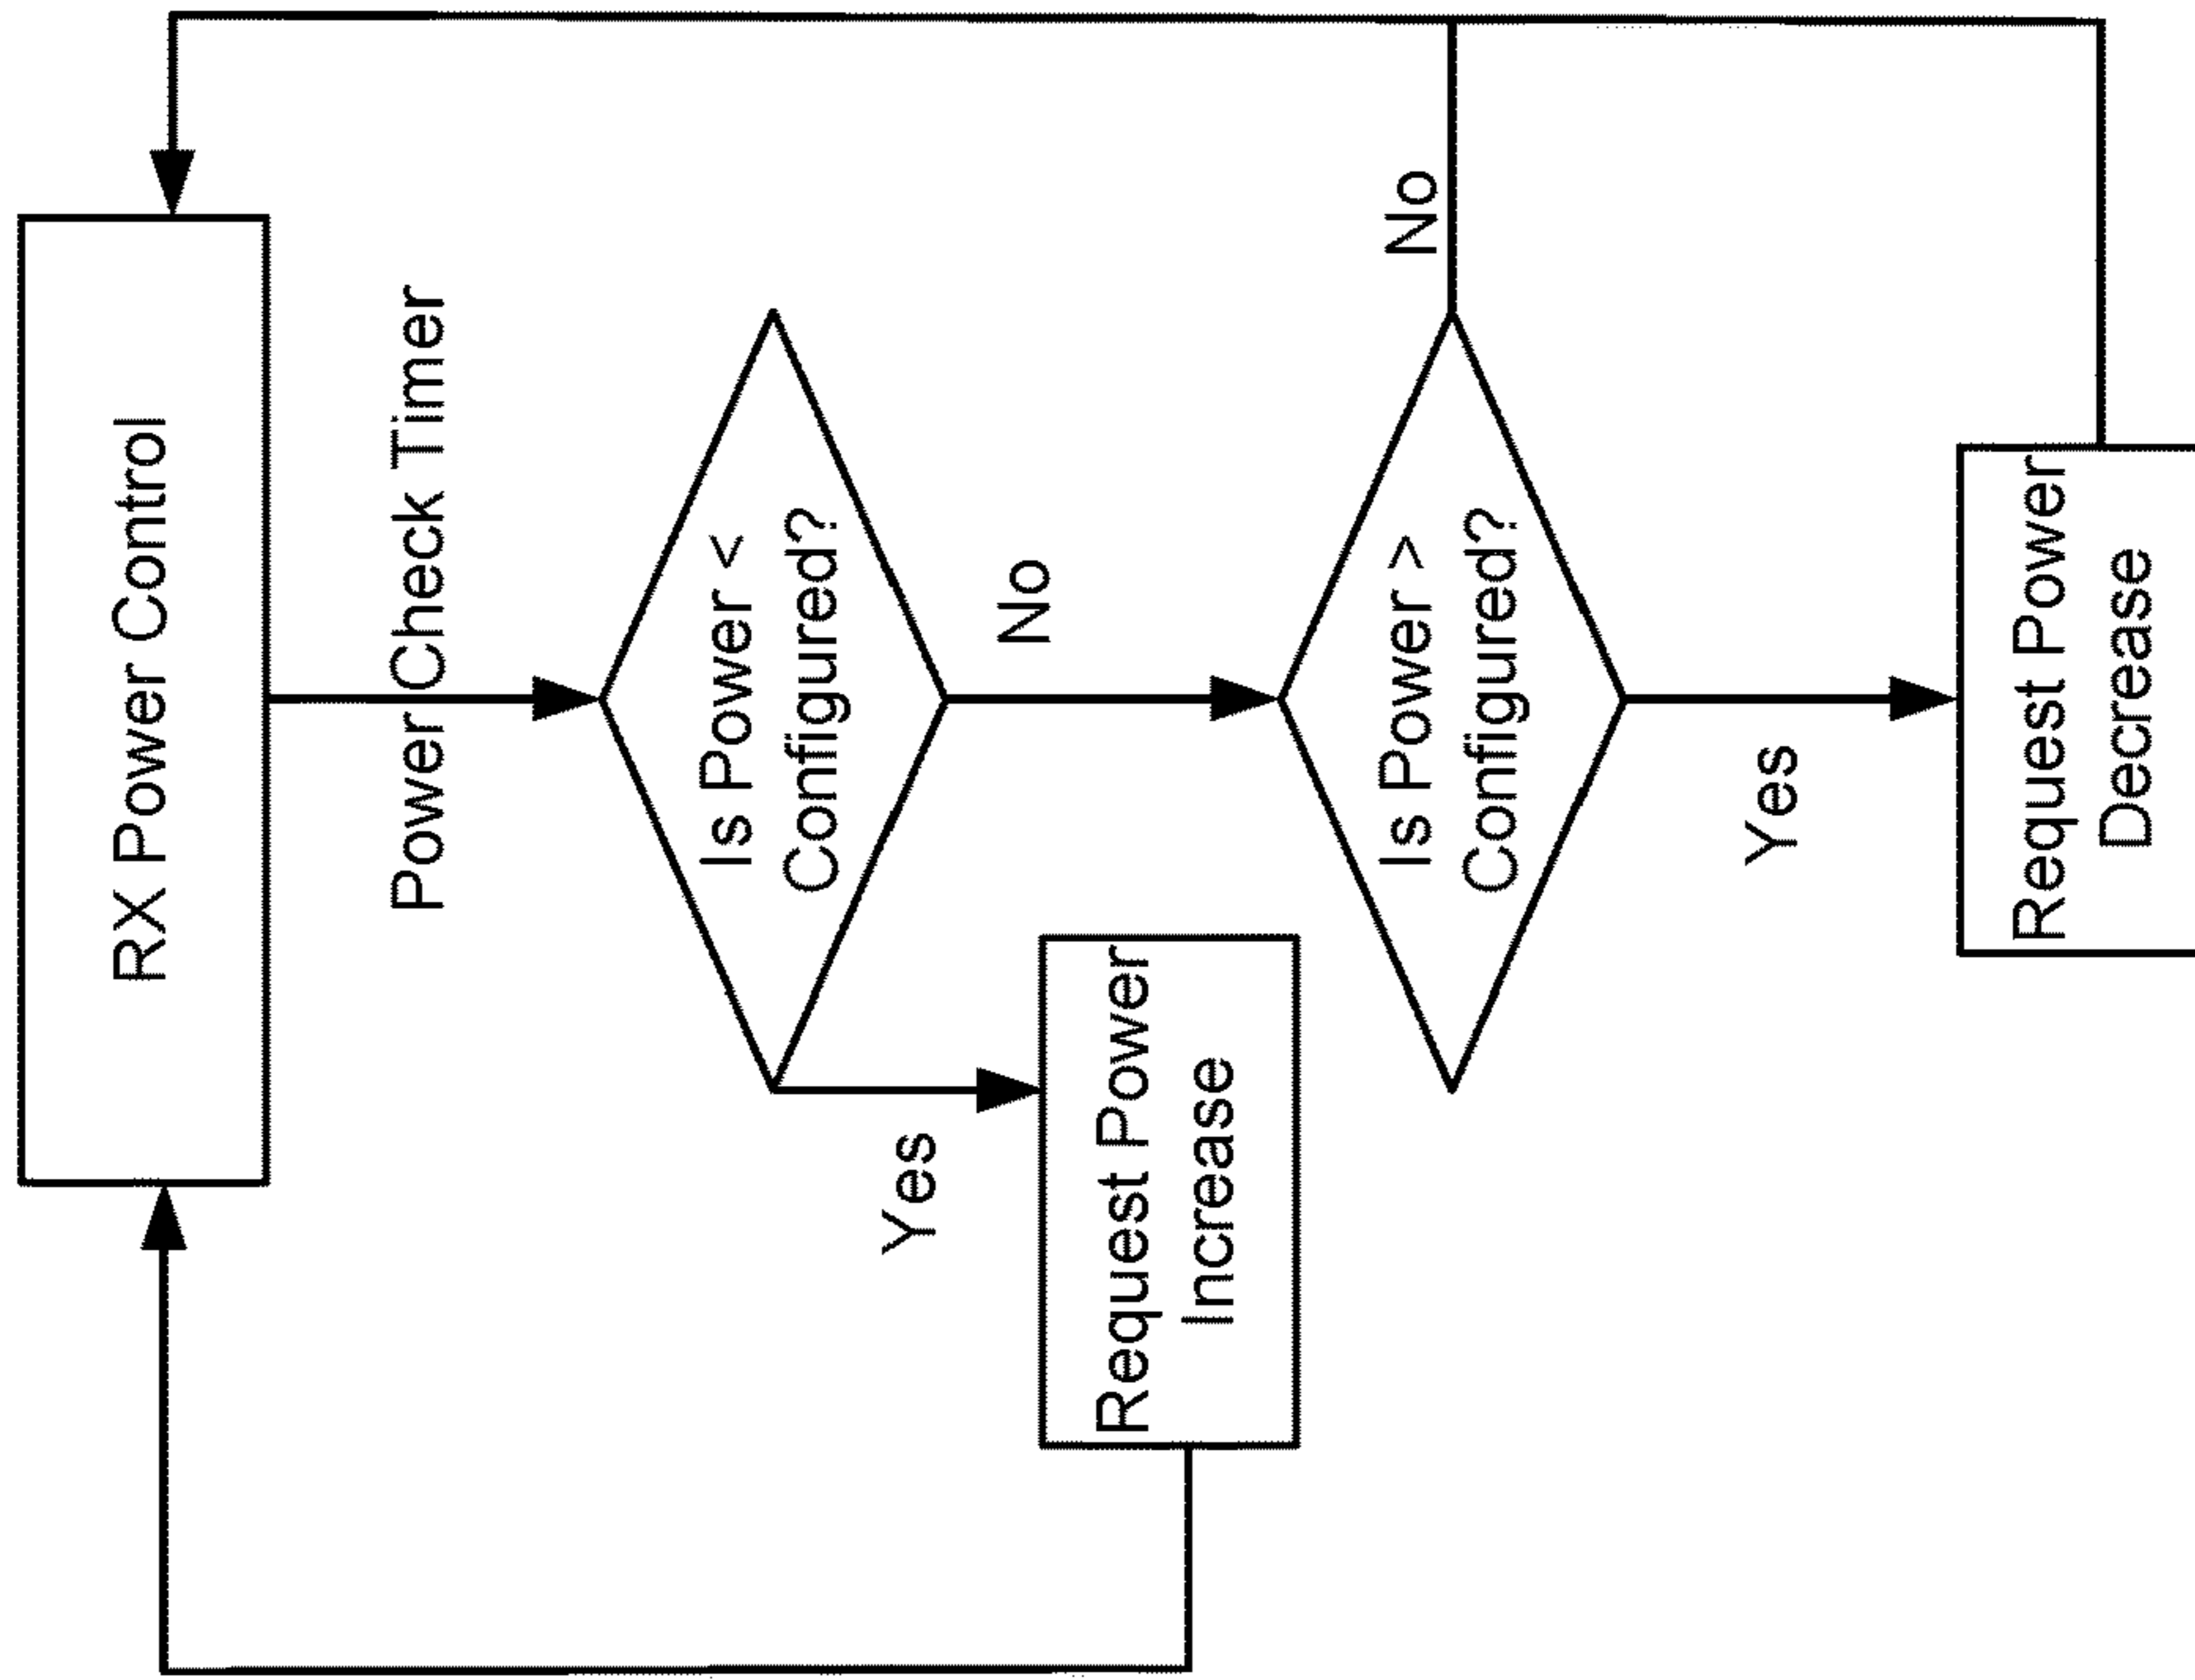 RX Power Control
Power Check Timer
Is Power <
Configured?
Yes
No
Request Power
Increase
Is Power >
Configured?
No
Yes
Request Power
Decrease